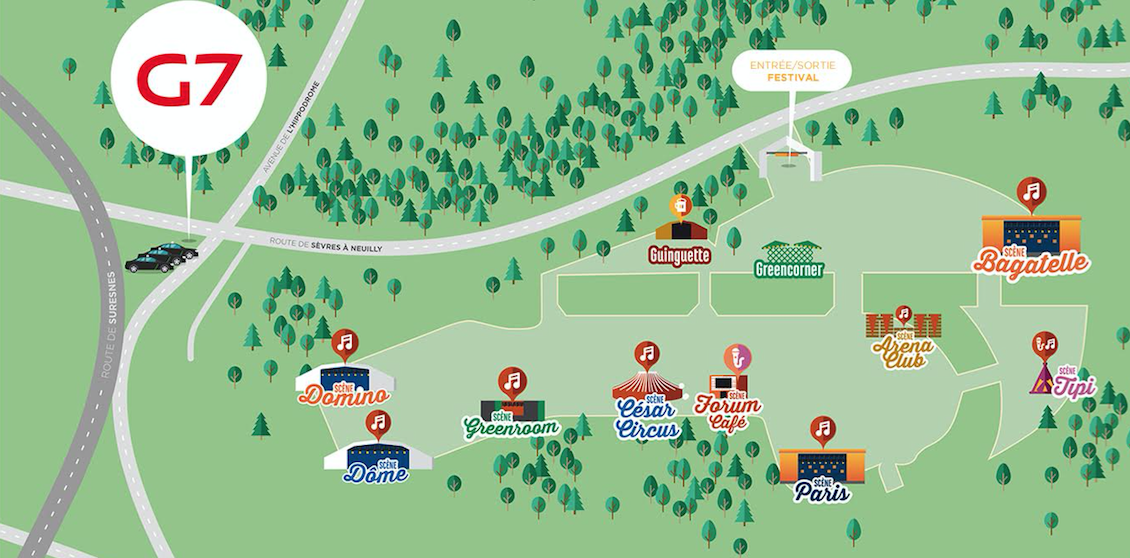 G7
AVENUE DE L'HIPPODROME
ENTRÉE/SORTIE
FESTIVAL
ROUTE DE SÈVRES À NEUILLY
ROUTE DE SURESNES
Guinguette
Greencorner
SCÈNE
Bagatelle
SCÈNE
Arena
Club
SCÈNE
Tipi
SCÈNE
Domino
SCÈNE
Greenroom
SCÈNE
César
Circus
SCÈNE
Forum
Café
SCÈNE
Dôme
SCÈNE
Paris